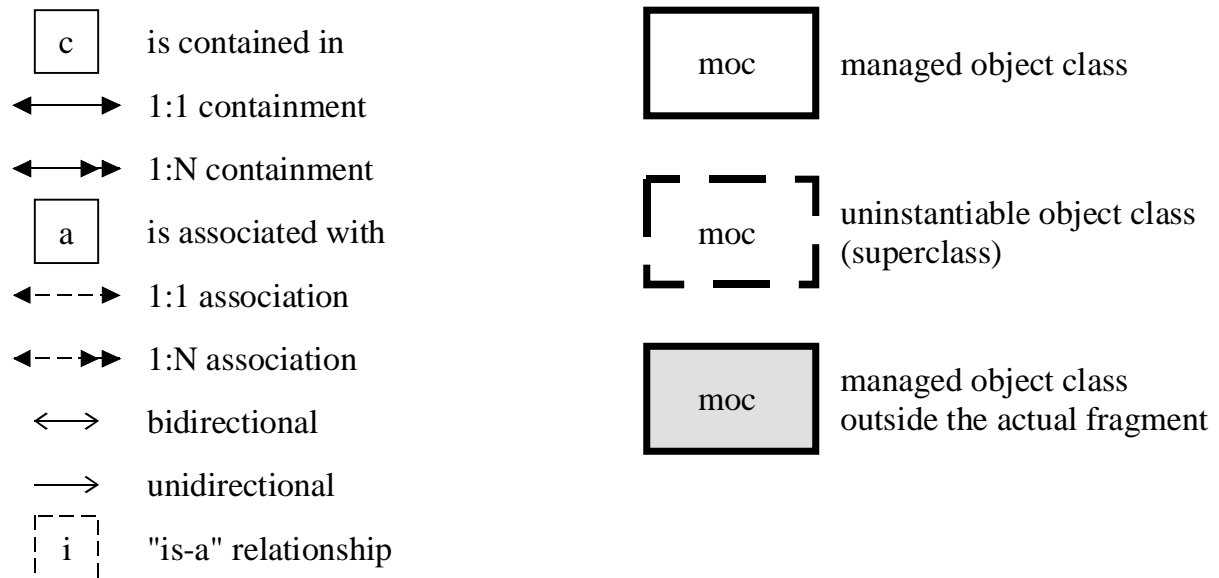 c is contained in
1:1 containment
1:N containment
a is associated with
1:1 association
1:N association
bidirectional
unidirectional
i "is-a" relationship
moc managed object class
moc uninstantiable object class
(superclass)
moc managed object class
outside the actual fragment